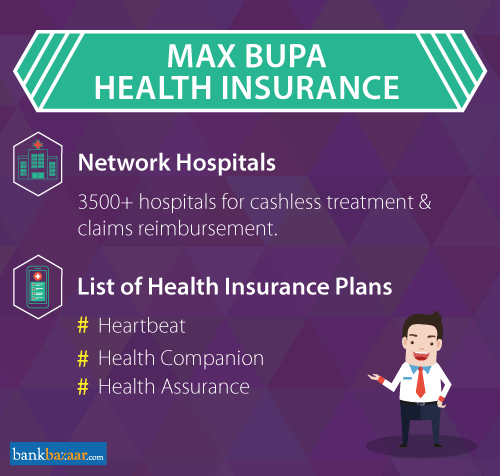 MAX BUPA
HEALTH INSURANCE
Network Hospitals
3500+ hospitals for cashless treatment &
claims reimbursement.
List of Health Insurance Plans
# Heartbeat
# Health Companion
# Health Assurance
bankbazaar.com